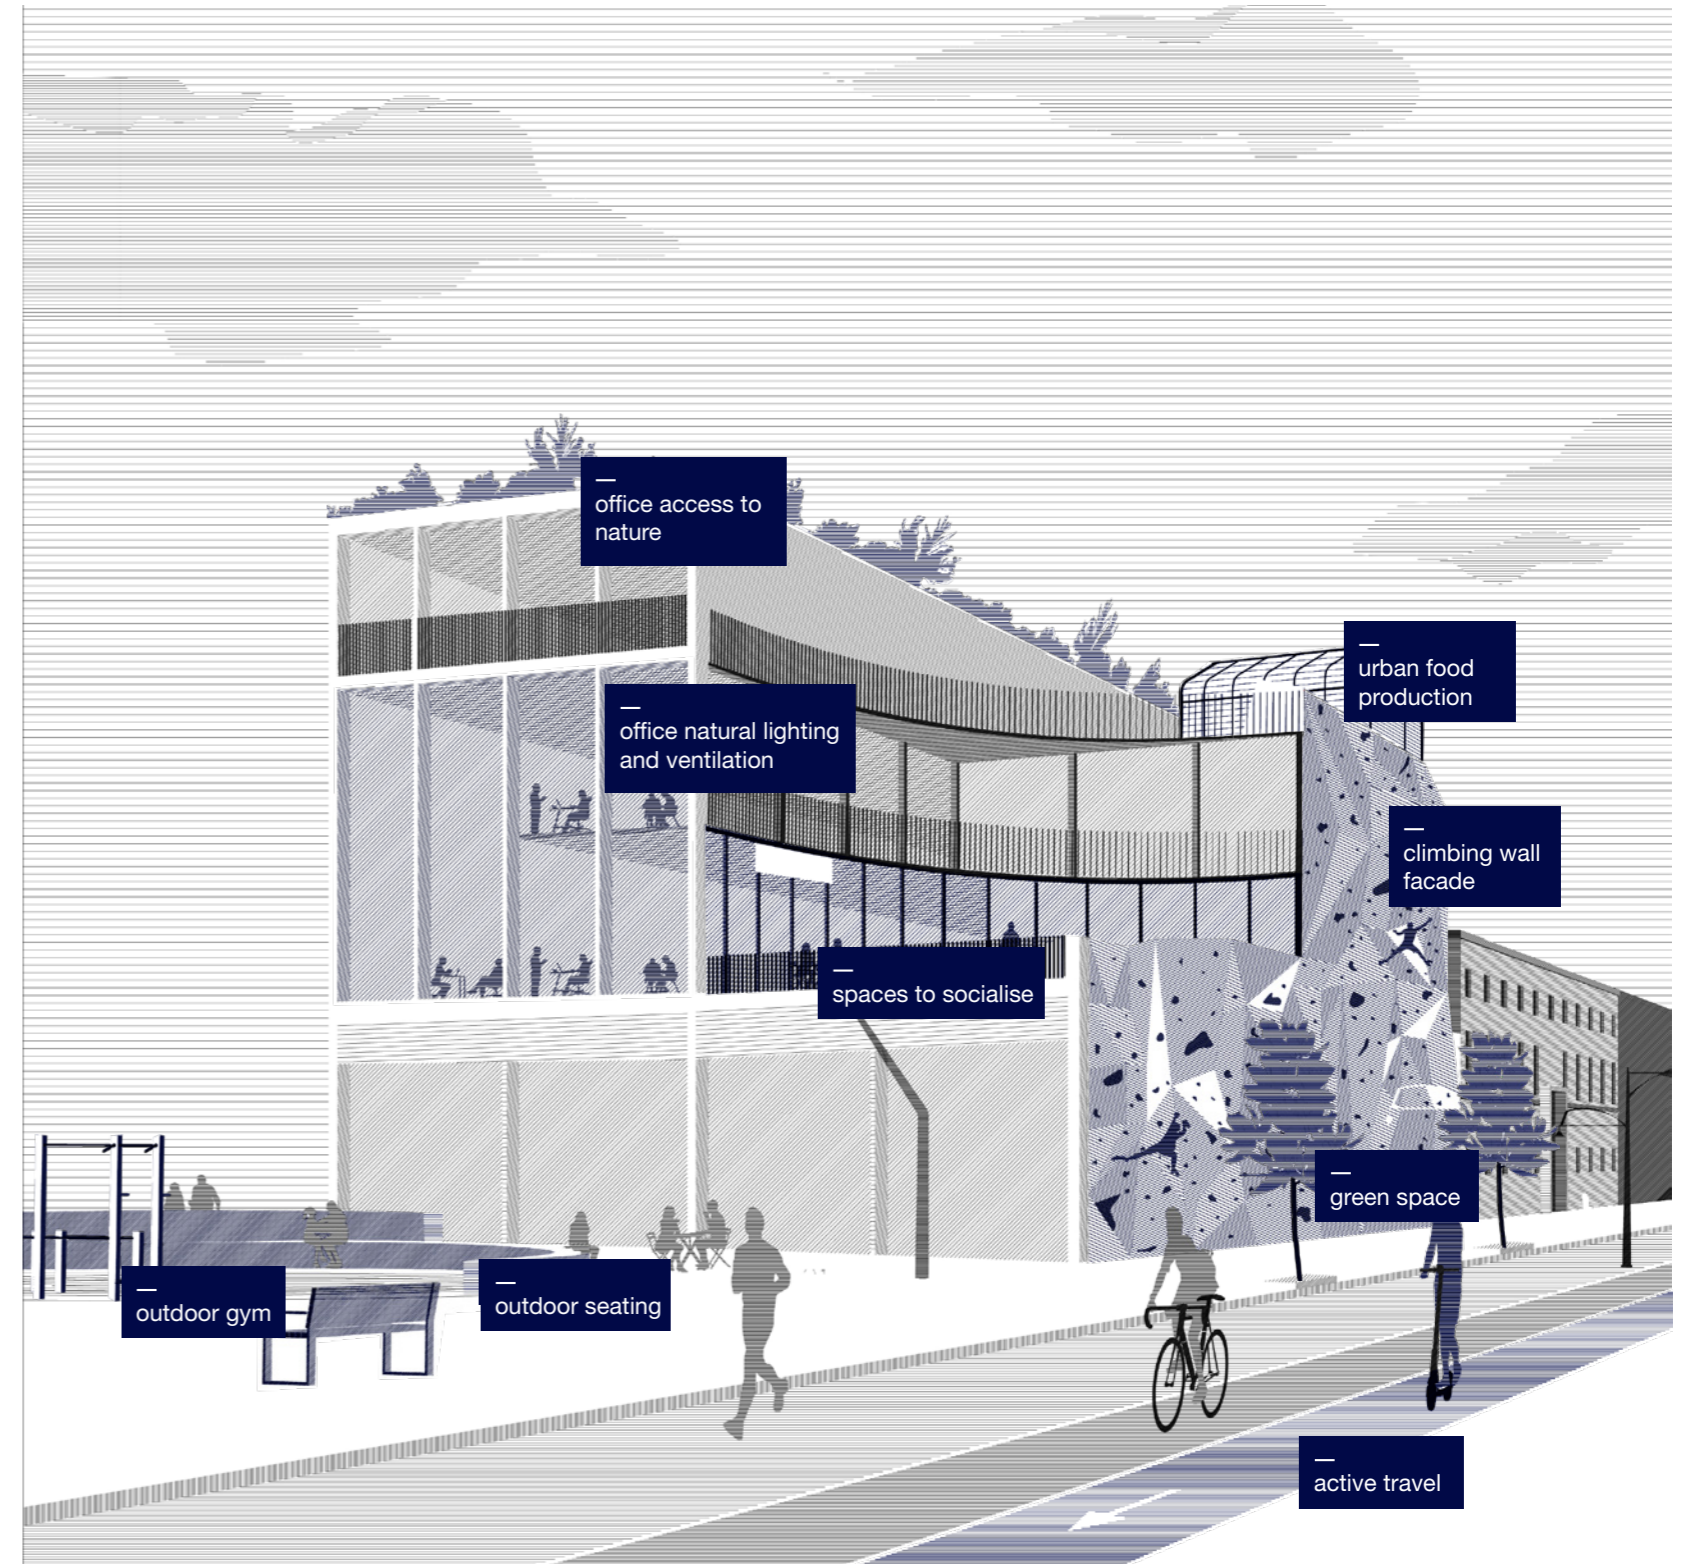 office access to
nature
urban food
production
office natural lighting
and ventilation
climbing wall
facade
spaces to socialise
green space
outdoor gym
outdoor seating
active travel